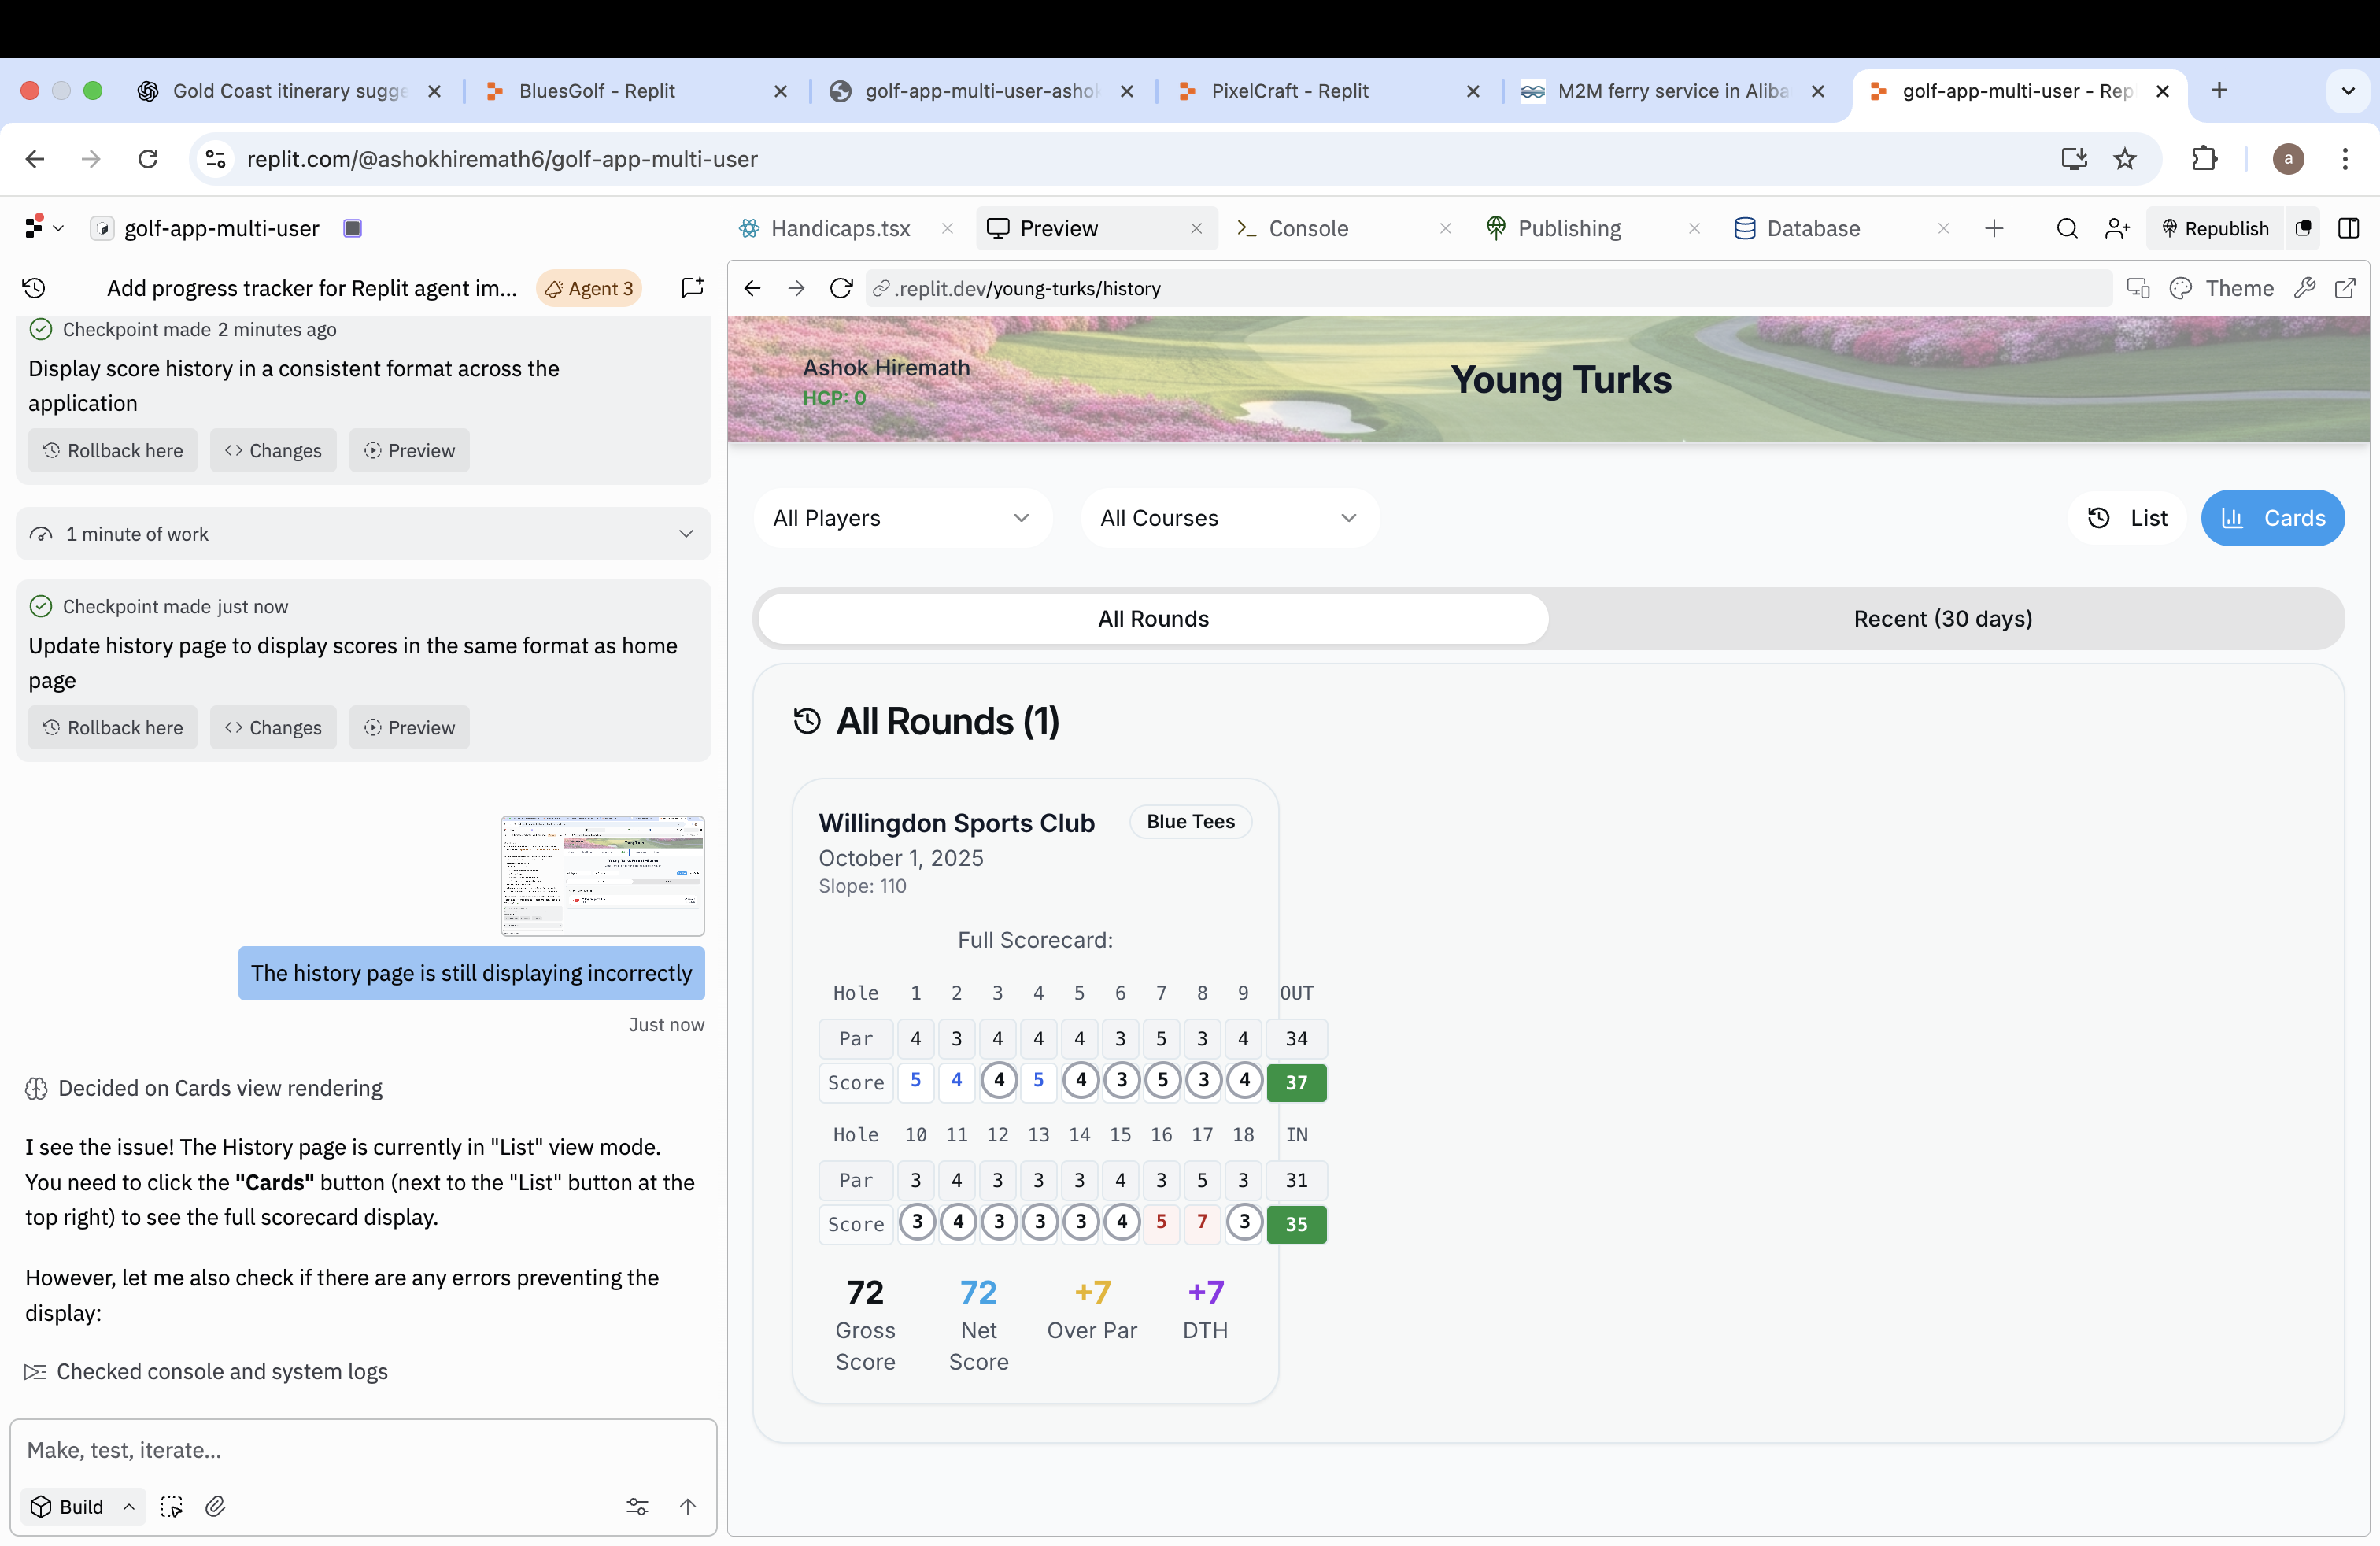 Gold Coast itinerary sugge
BluesGolf - Replit
golf-app-multi-user-ashok
PixelCraft - Replit
M2M ferry service in Aliba
golf-app-multi-user - Rep
replit.com/@ashokhiremath6/golf-app-multi-user
a
golf-app-multi-user
Handicaps.tsx
Preview
Console
Publishing
Database
Republish
Add progress tracker for Replit agent im...
Agent 3
.replit.dev/young-turks/history
Theme
Checkpoint made 2 minutes ago
Display score history in a consistent format across the
application
Rollback here
Changes
Preview
1 minute of work
Checkpoint made just now
Update history page to display scores in the same format as home
page
Rollback here
Changes
Preview
The history page is still displaying incorrectly
Just now
Decided on Cards view rendering
I see the issue! The History page is currently in "List" view mode.
You need to click the "Cards" button (next to the "List" button at the
top right) to see the full scorecard display.
However, let me also check if there are any errors preventing the
display:
Checked console and system logs
Make, test, iterate...
Build
Ashok Hiremath
HCP: 0
Young Turks
All Players
All Courses
List
Cards
All Rounds
Recent (30 days)
All Rounds (1)
Willingdon Sports Club
Blue Tees
October 1, 2025
Slope: 110
Full Scorecard:
Hole 1 2 3 4 5 6 7 8 9 OUT
Par 4 3 4 4 4 3 5 3 4 34
Score 5 4 4 5 4 3 5 3 4 37
Hole 10 11 12 13 14 15 16 17 18 IN
Par 3 4 3 3 3 4 3 5 3 31
Score 3 4 3 3 3 4 5 7 3 35
72 72 +7 +7
Gross Score
Net Score
Over Par
DTH